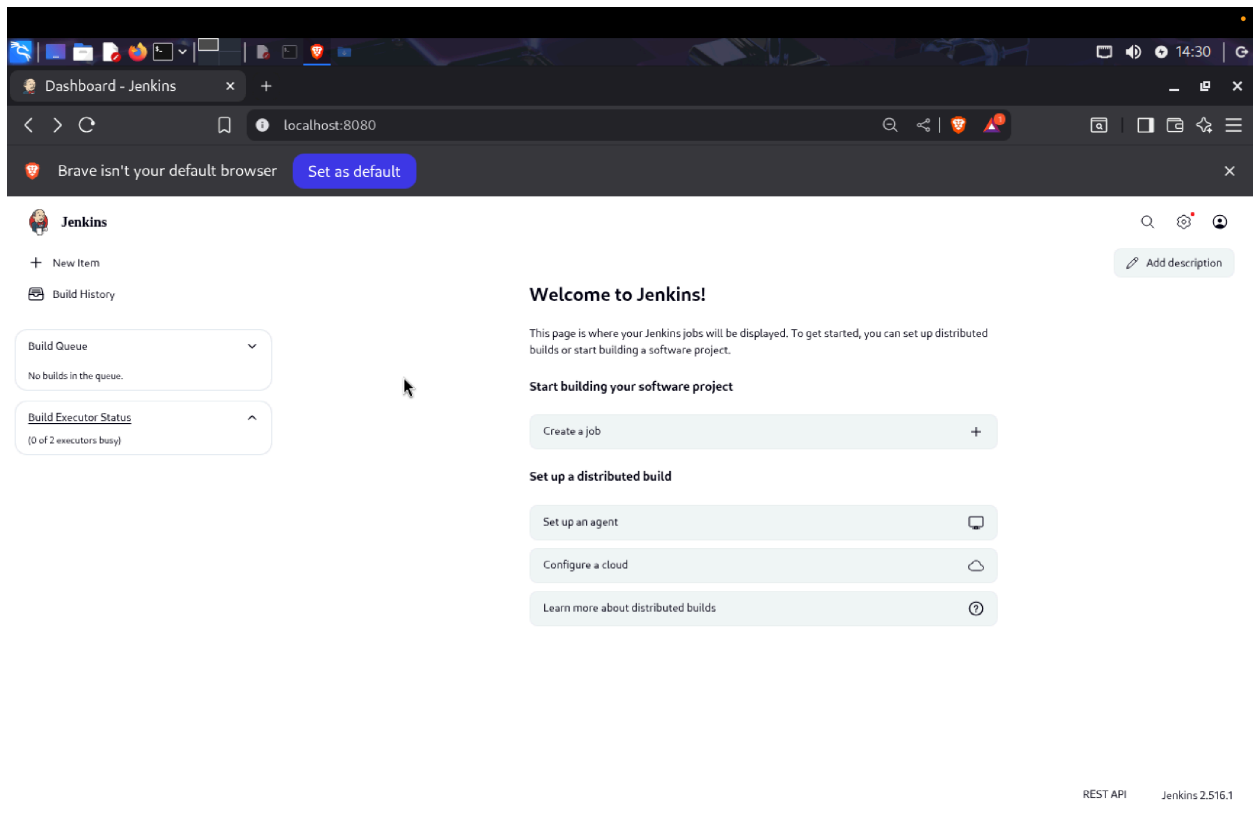 14:30
Dashboard - Jenkins
localhost:8080
1
Brave isn't your default browser Set as default
Jenkins
New Item
Add description
Build History
Build Queue
No builds in the queue.
Build Executor Status
(0 of 2 executors busy)
Welcome to Jenkins!
This page is where your Jenkins jobs will be displayed. To get started, you can set up distributed
builds or start building a software project.
Start building your software project
Create a job
Set up a distributed build
Set up an agent
Configure a cloud
Learn more about distributed builds
REST API Jenkins 2.516.1